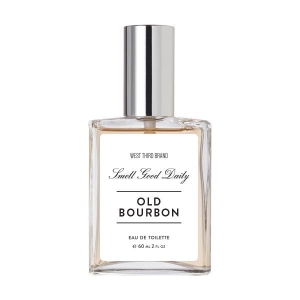 WEST THIRD BRAND
Smell Good Daily
OLD
BOURBON
EAU DE TOILETTE
℮ 60 mL 2 fl oz